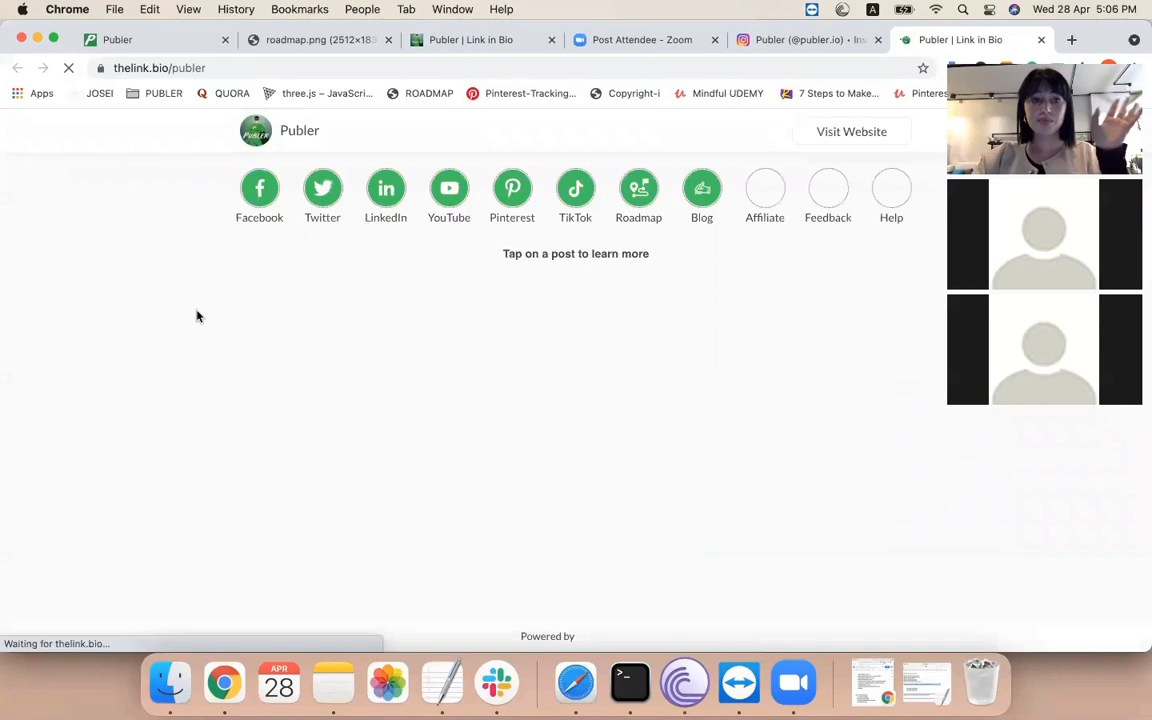 Chrome File Edit View History Bookmarks People Tab Window Help A Wed 28 Apr 5:06 PM
Publer roadmap.png (2512×183 Publer | Link in Bio Post Attendee - Zoom Publer (@publer.io) • Ins Publer | Link in Bio
thelink.bio/publer
Apps JOSEI PUBLER QUORA three.js – JavaScri... ROADMAP Pinterest-Tracking... Copyright-i Mindful UDEMY 7 Steps to Make... Pinteres
Publer Visit Website
Facebook Twitter LinkedIn YouTube Pinterest TikTok Roadmap Blog Affiliate Feedback Help
Tap on a post to learn more
Powered by
Waiting for thelink.bio...
APR
28